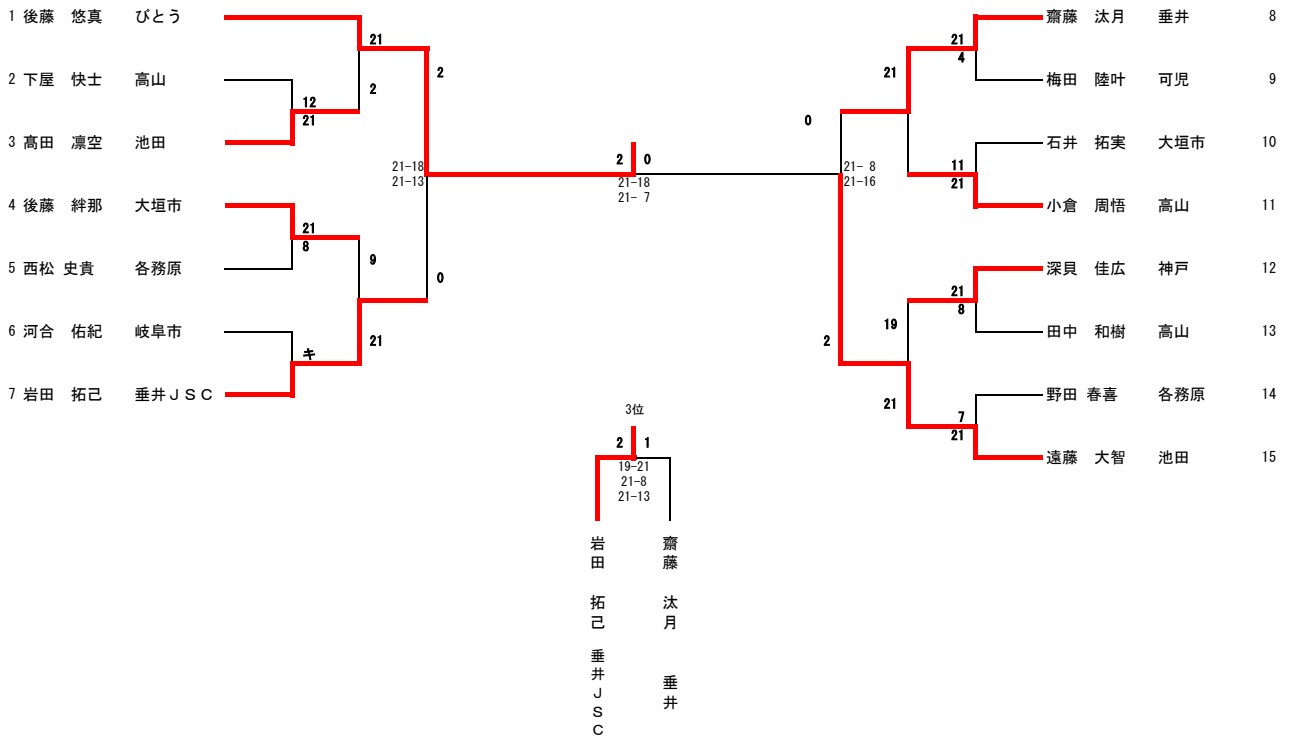 1 後藤　悠真　びとう
21
2
2 下屋　快士　高山
12
21
2
3 髙田　凛空　池田
21-18
21-13
4 後藤　絆那　大垣市
21
8
9
5 西松 史貴　各務原
0
6 河合　佑紀　岐阜市
キ
21
7 岩田　拓己　垂井ＪＳＣ
2 0
21-18
21- 7
齋藤　汰月　垂井 8
21
4
21
梅田　陸叶　可児 9
0
石井　拓実　大垣市 10
21- 8
21-16
11
21
小倉　周悟　高山 11
深貝　佳広　神戸 12
21
8
19
田中　和樹　高山 13
2
野田 春喜　各務原 14
21
7
21
遠藤　大智　池田 15
3位
2 1
19-21
21-8
21-13
岩田　拓己　垂井ＪＳＣ
齋藤　汰月　垂井